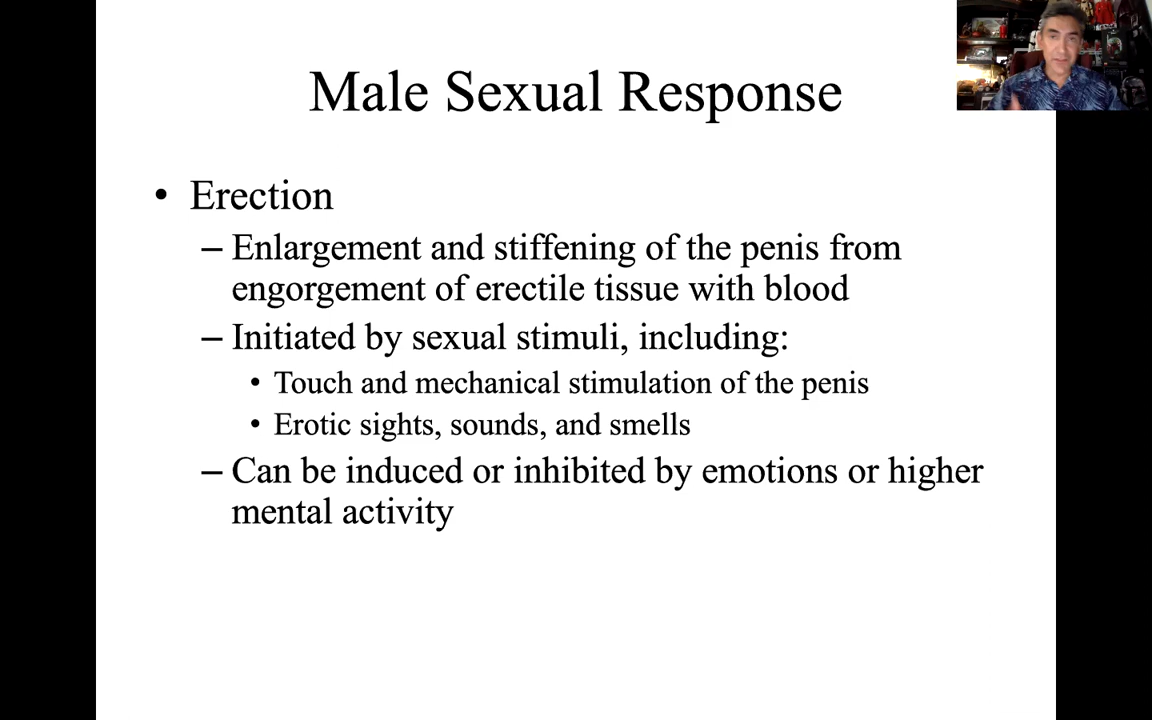 Male Sexual Response
• Erection
– Enlargement and stiffening of the penis from
engorgement of erectile tissue with blood
– Initiated by sexual stimuli, including:
• Touch and mechanical stimulation of the penis
• Erotic sights, sounds, and smells
– Can be induced or inhibited by emotions or higher
mental activity